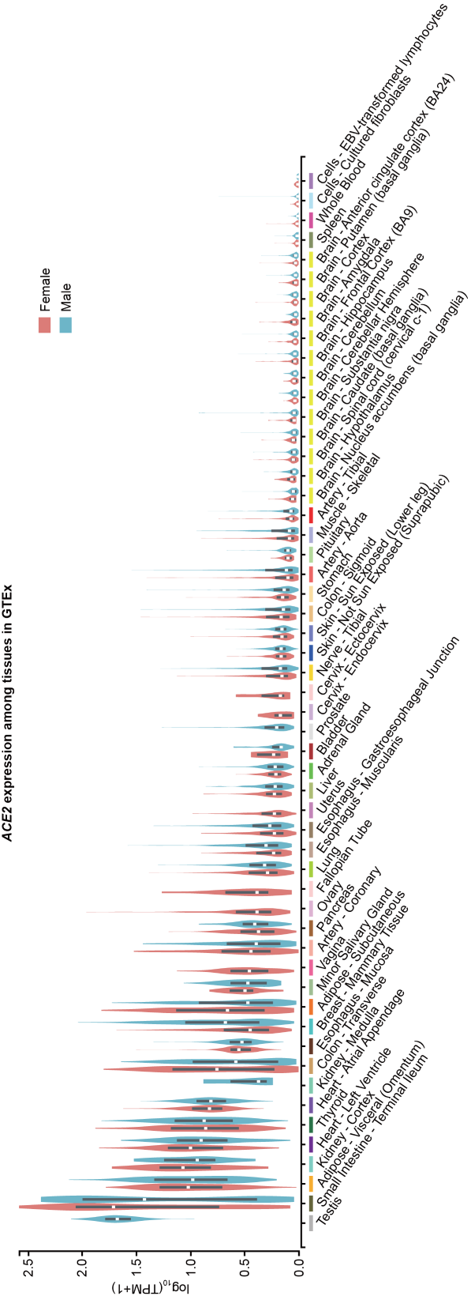 ACE2 expression among tissues in GTEx
Female
Male
log₁₀(TPM+1)
2.5
2.0
1.5
1.0
0.5
0.0
Testis
Small Intestine - Terminal Ileum
Adipose - Visceral (Omentum)
Kidney - Cortex
Heart - Left Ventricle
Thyroid
Heart - Atrial Appendage
Kidney - Medulla
Colon - Transverse
Esophagus - Mucosa
Breast - Mammary Tissue
Adipose - Subcutaneous
Minor Salivary Gland
Vagina
Artery - Coronary
Pancreas
Ovary
Fallopian Tube
Lung
Esophagus - Muscularis
Esophagus - Gastroesophageal Junction
Uterus
Liver
Adrenal Gland
Bladder
Prostate
Cervix - Endocervix
Cervix - Ectocervix
Nerve - Tibial
Skin - Not Sun Exposed (Suprapubic)
Skin - Sun Exposed (Lower leg)
Colon - Sigmoid
Stomach
Artery - Aorta
Pituitary
Muscle - Skeletal
Artery - Tibial
Brain - Nucleus accumbens (basal ganglia)
Brain - Hypothalamus
Brain - Spinal cord (cervical c-1)
Brain - Caudate (basal ganglia)
Brain - Substantia nigra
Brain - Cerebellar Hemisphere
Brain - Cerebellum
Brain - Hippocampus
Brain - Frontal Cortex (BA9)
Brain - Amygdala
Brain - Cortex
Brain - Putamen (basal ganglia)
Brain - Anterior cingulate cortex (BA24)
Spleen
Whole Blood
Cells - Cultured fibroblasts
Cells - EBV-transformed lymphocytes